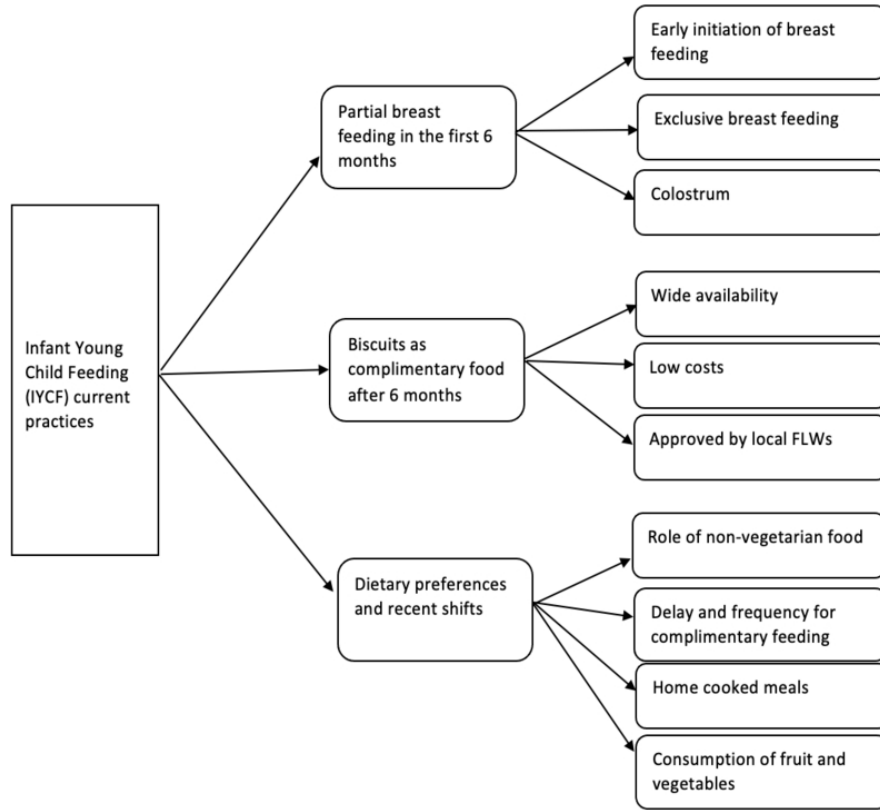 Infant Young
Child Feeding
(IYCF) current
practices
Partial breast
feeding in the first 6
months
Early initiation of breast
feeding
Exclusive breast feeding
Colostrum
Biscuits as
complimentary food
after 6 months
Wide availability
Low costs
Approved by local FLWs
Dietary preferences
and recent shifts
Role of non-vegetarian food
Delay and frequency for
complimentary feeding
Home cooked meals
Consumption of fruit and
vegetables